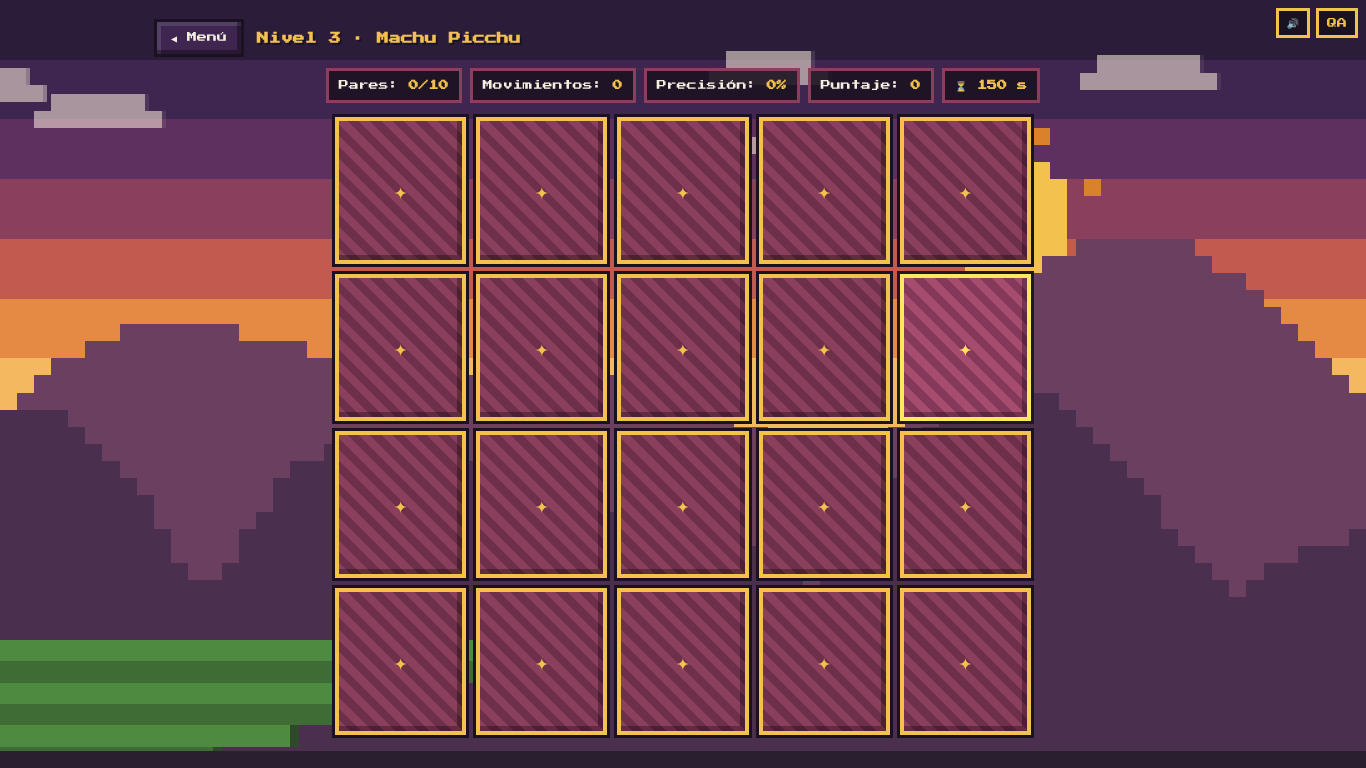 ◂ Menú
Nivel 3 · Machu Picchu
QA
Pares: 0/10
Movimientos: 0
Precisión: 0%
Puntaje: 0
⏳ 150 s